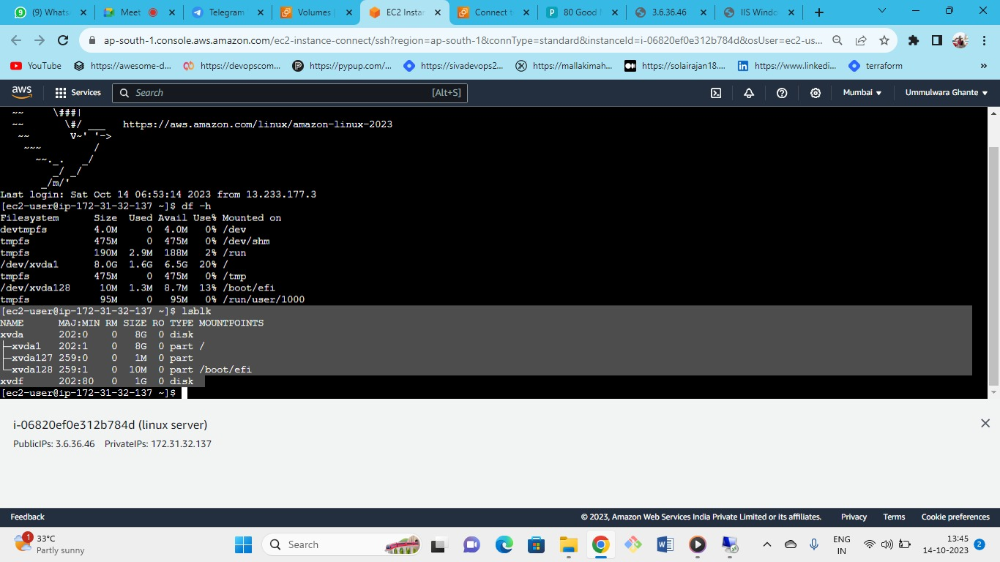 (9) Whats
Meet
Telegram
Volumes
EC2 Instan
Connect t
80 Good
3.6.36.46
IIS Windo
ap-south-1.console.aws.amazon.com/ec2-instance-connect/ssh?region=ap-south-1&connType=standard&instanceId=i-06820ef0e312b784d&osUser=ec2-us...
YouTube
https://awesome-d...
https://devopscom...
https://pypup.com/...
https://sivadevops2...
https://mallakimah...
https://solairajan18....
https://www.linkedi...
terraform
»
aws
Services
Search
[Alt+S]
Mumbai
Ummulwara Ghante
~~ \###|
~~ \#/ ___ https://aws.amazon.com/linux/amazon-linux-2023
~~ V~' '->
~~~ /
~~._. _/
_/ _/
_/m/'
Last login: Sat Oct 14 06:53:14 2023 from 13.233.177.3
[ec2-user@ip-172-31-32-137 ~]$ df -h
Filesystem Size Used Avail Use% Mounted on
devtmpfs 4.0M 0 4.0M 0% /dev
tmpfs 475M 0 475M 0% /dev/shm
tmpfs 190M 2.9M 188M 2% /run
/dev/xvda1 8.0G 1.6G 6.5G 20% /
tmpfs 475M 0 475M 0% /tmp
/dev/xvda128 10M 1.3M 8.7M 13% /boot/efi
tmpfs 95M 0 95M 0% /run/user/1000
[ec2-user@ip-172-31-32-137 ~]$ lsblk
NAME MAJ:MIN RM SIZE RO TYPE MOUNTPOINTS
xvda 202:0 0 8G 0 disk
├─xvda1 202:1 0 8G 0 part /
├─xvda127 259:0 0 1M 0 part
└─xvda128 259:1 0 10M 0 part /boot/efi
xvdf 202:80 0 1G 0 disk
[ec2-user@ip-172-31-32-137 ~]$
i-06820ef0e312b784d (linux server)
PublicIPs: 3.6.36.46 PrivateIPs: 172.31.32.137
Feedback
© 2023, Amazon Web Services India Private Limited or its affiliates.
Privacy
Terms
Cookie preferences
1
33°C
Partly sunny
Search
ENG
IN
13:45
14-10-2023
2